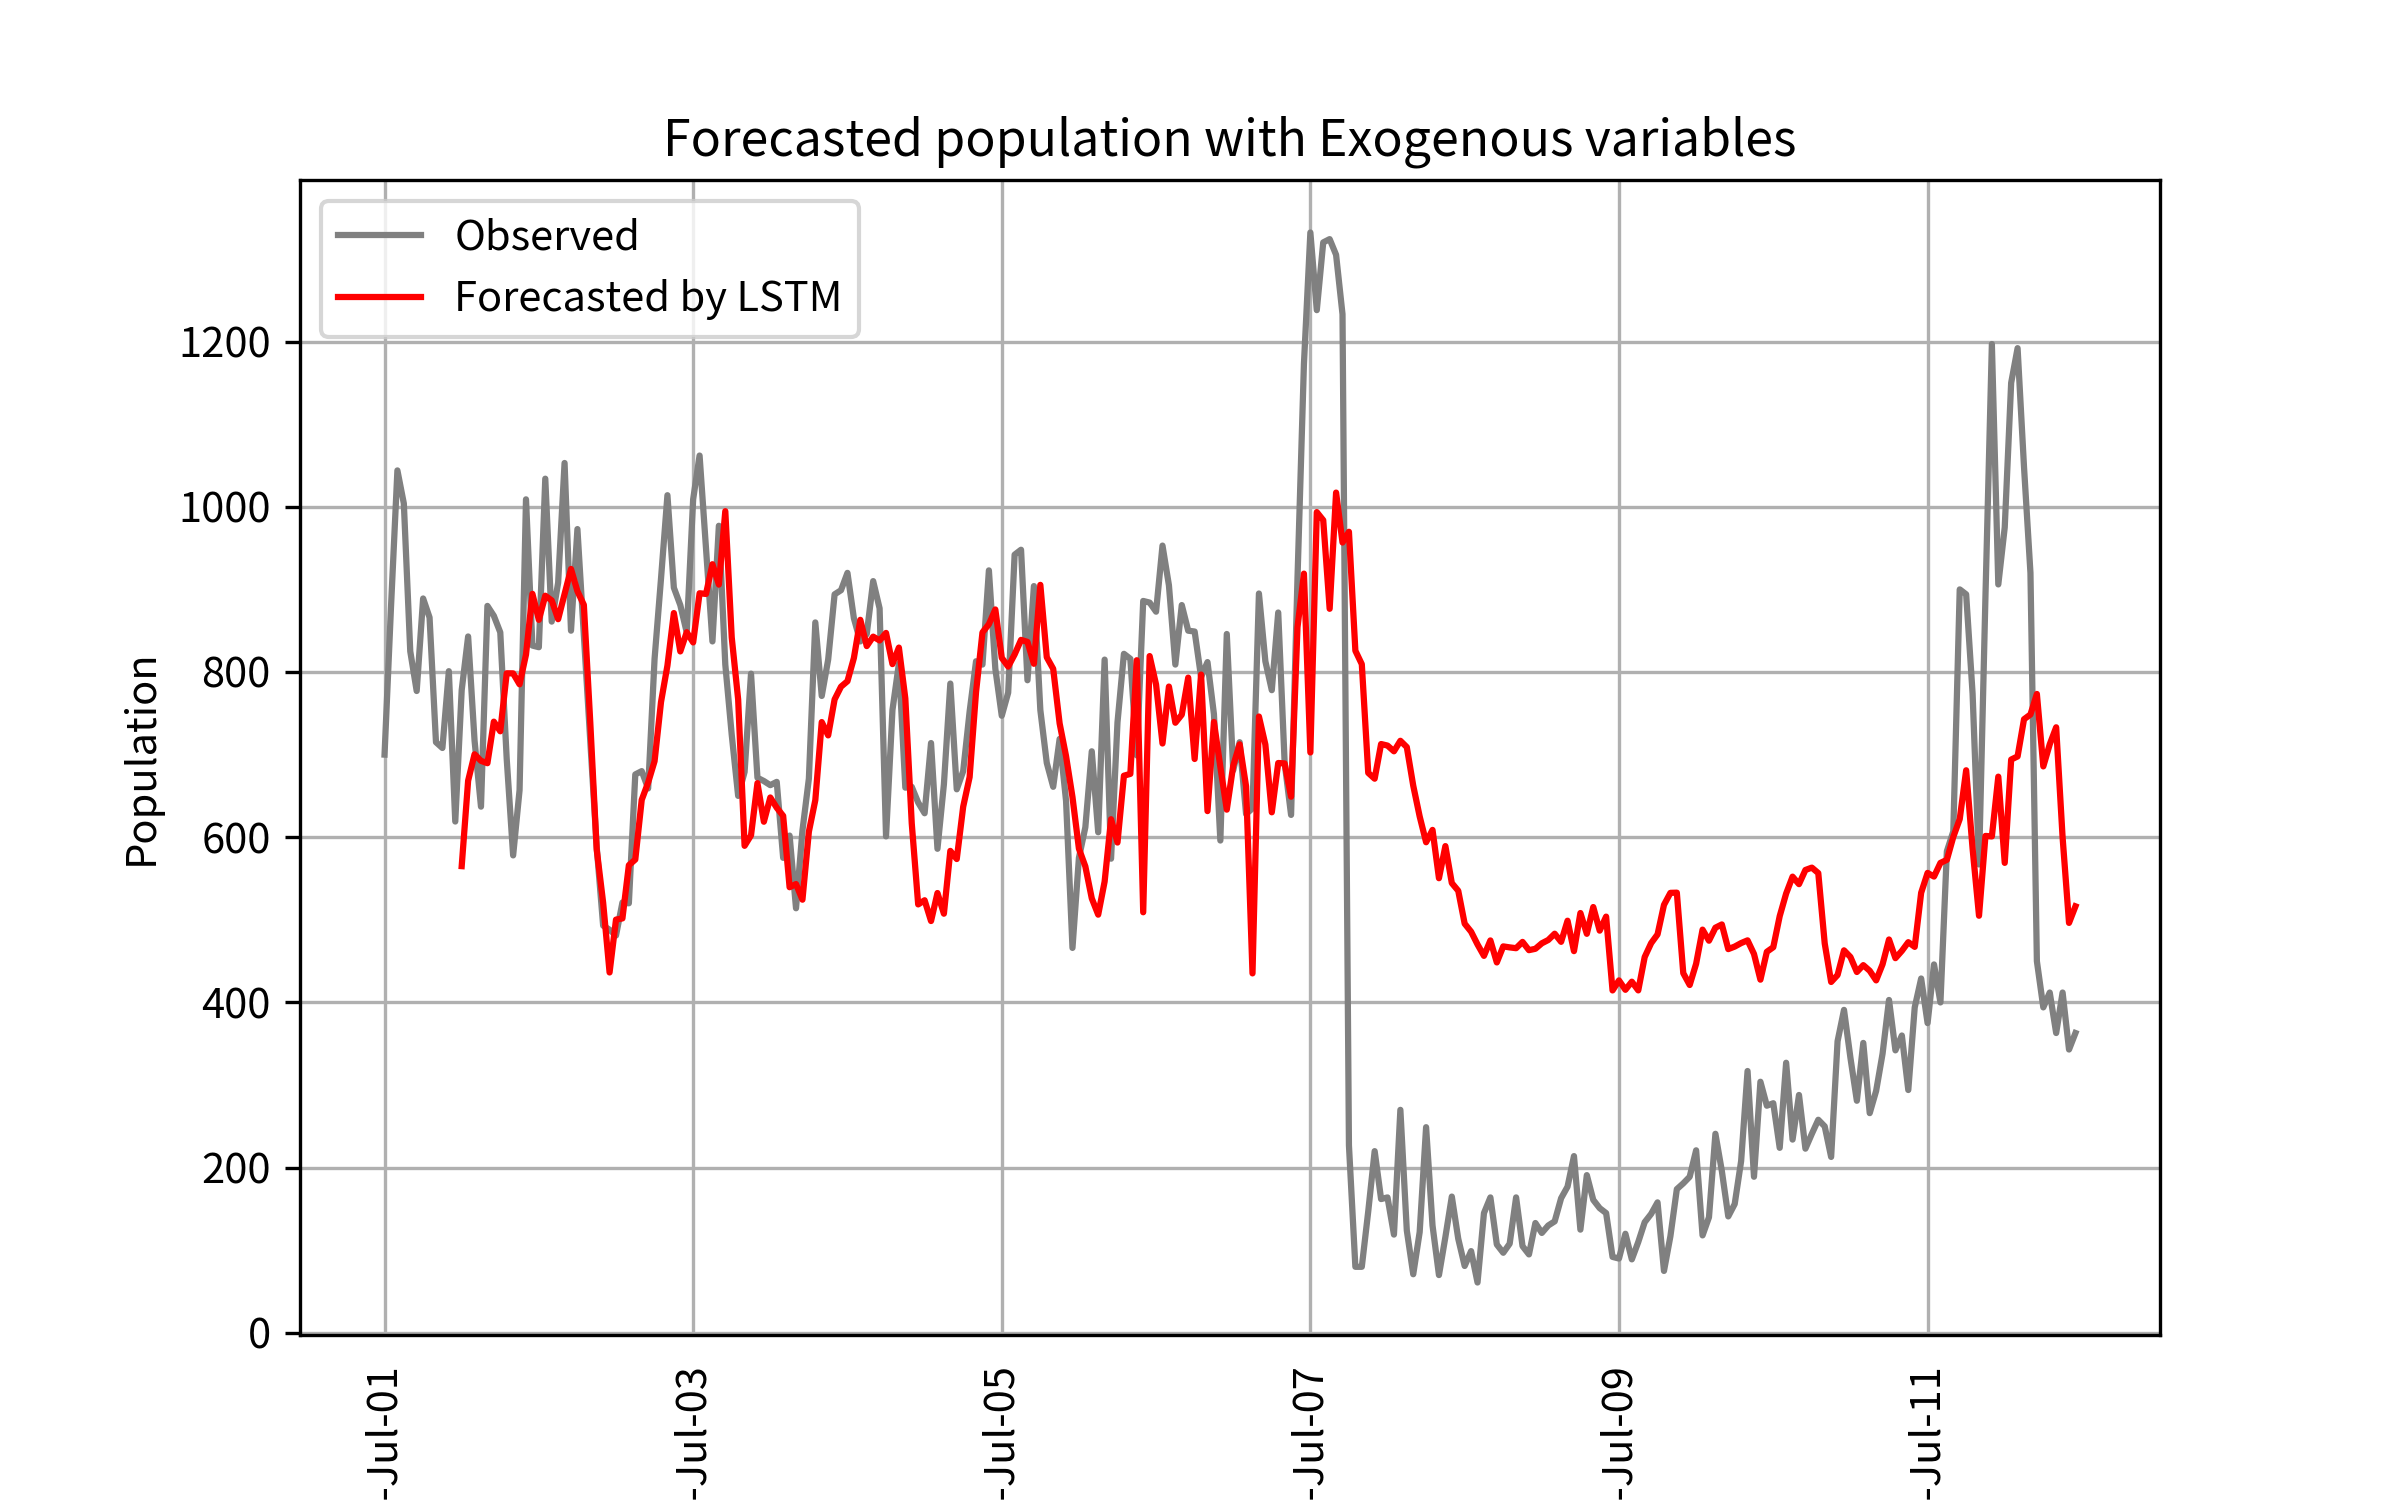 Forecasted population with Exogenous variables
Observed
Forecasted by LSTM
Population
1200
1000
800
600
400
200
0
-Jul-01
-Jul-03
-Jul-05
-Jul-07
-Jul-09
-Jul-11